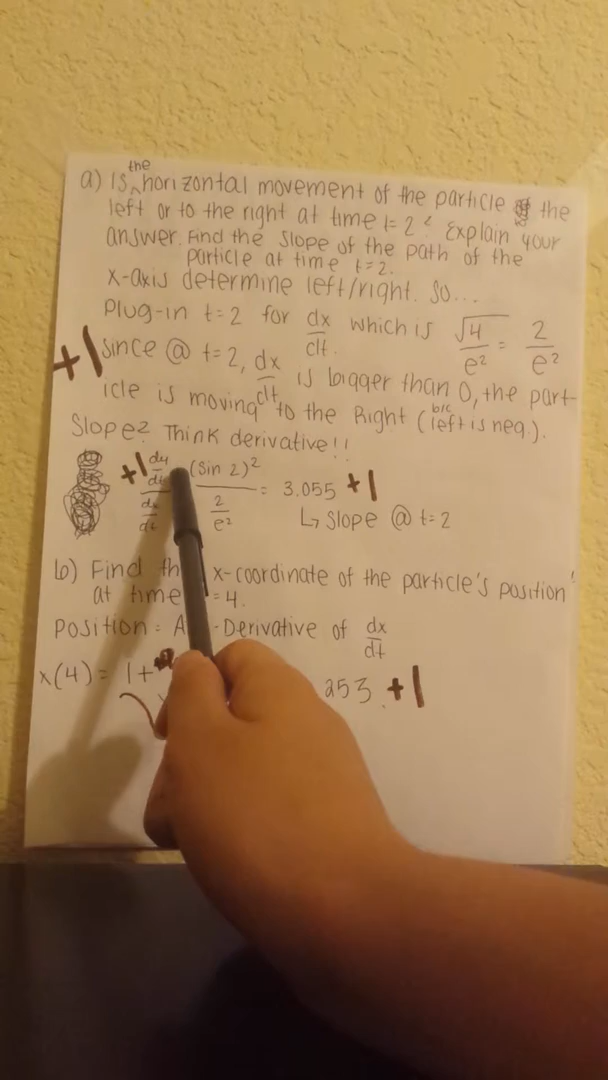 a) Is the horizontal movement of the particle the
left or to the right at time t=2? Explain your
answer. Find the slope of the path of the
particle at time t=2.
x-axis determine left/right. So...
Plug-in t=2 for dx/dt which is √4/e² = 2/e²
+1 since @ t=2, dx/dt is bigger than 0, the part-
icle is moving to the Right (b/c left is neg.).
Slope? Think derivative!!
+1 dy/dt / dx/dt (sin 2)² / 2/e² = 3.055 +1
↳ slope @ t=2
b) Find x-coordinate of the particle's position
at time =4.
Position = Derivative of dx/dt
x(4) = 1+ 253 +1